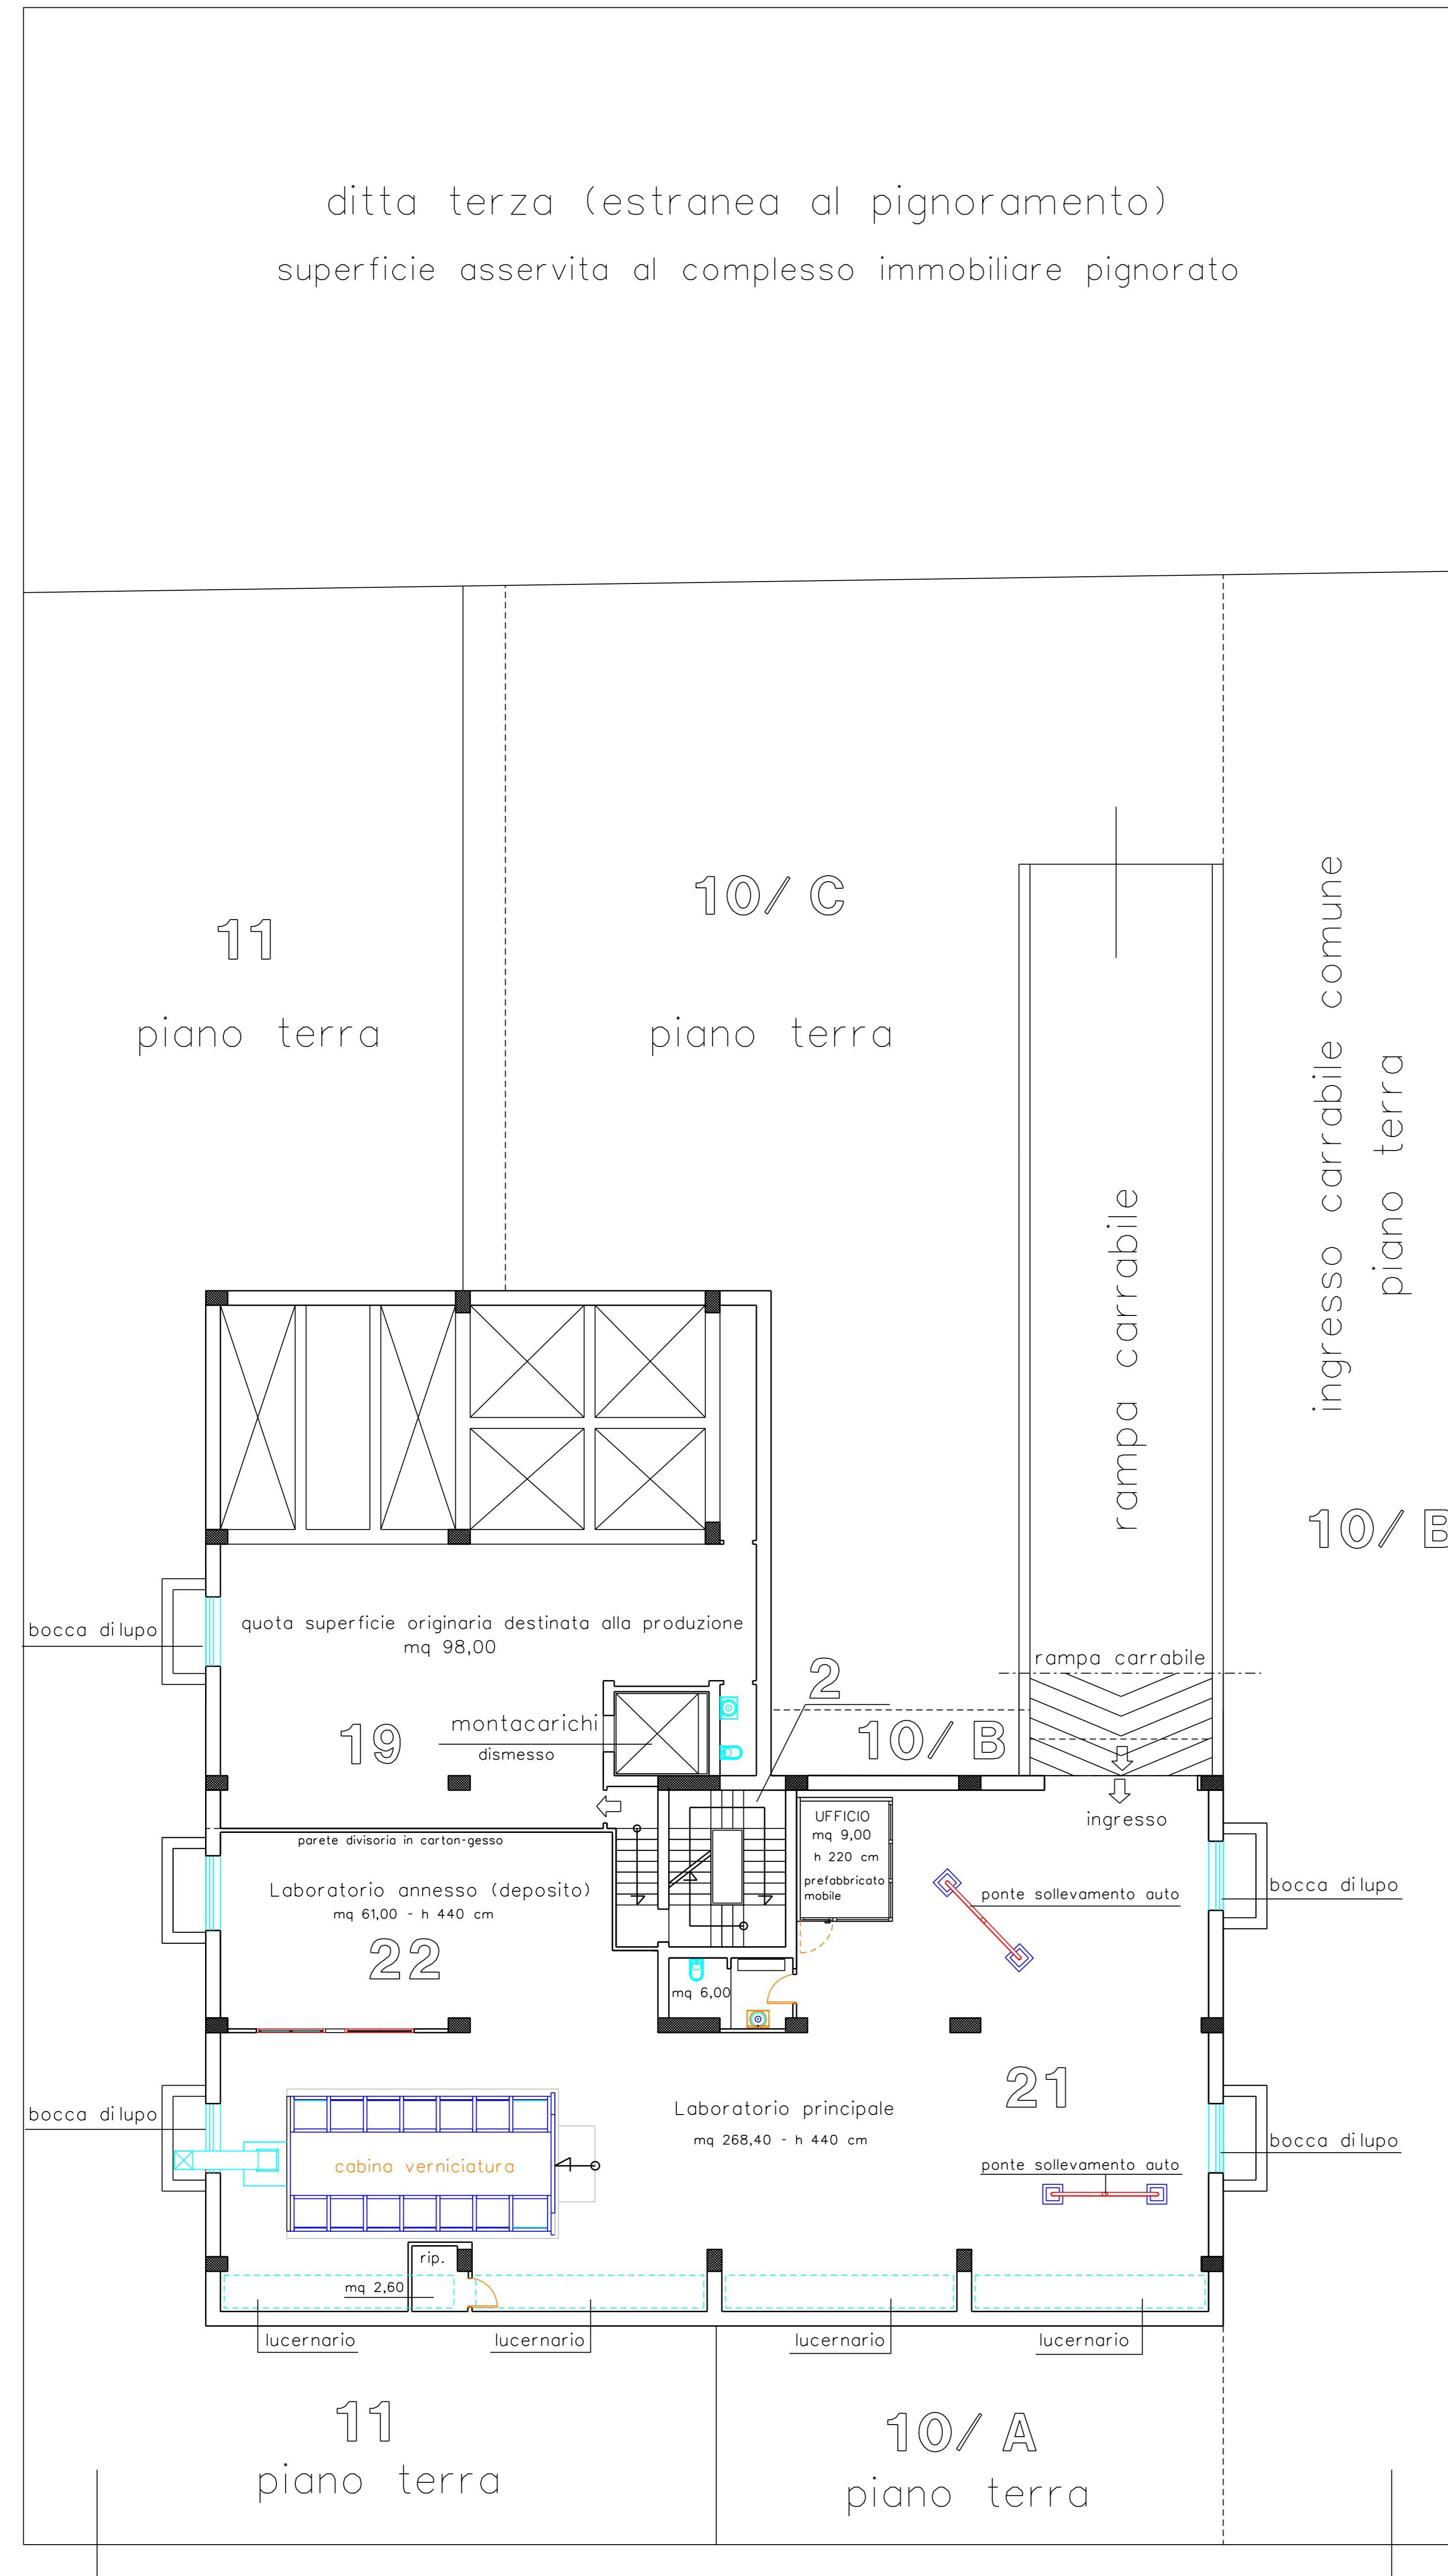 ditta terza (estranea al pignoramento)
superficie asservita al complesso immobiliare pignorato
11
piano terra
10/ C
piano terra
rampa carrabile
ingresso carrabile comune
piano terra
10/ B
bocca di lupo
quota superficie originaria destinata alla produzione
mq 98,00
rampa carrabile
2
19
montacarichi
dismesso
10/ B
ingresso
parete divisoria in carton-gesso
UFFICIO
mq 9,00
h 220 cm
prefabbricato
mobile
Laboratorio annesso (deposito)
mq 61,00 - h 440 cm
22
ponte sollevamento auto
bocca di lupo
mq 6,00
21
bocca di lupo
Laboratorio principale
mq 268,40 - h 440 cm
bocca di lupo
cabina verniciatura
ponte sollevamento auto
rip.
mq 2,60
lucernario
lucernario
lucernario
lucernario
11
piano terra
10/ A
piano terra